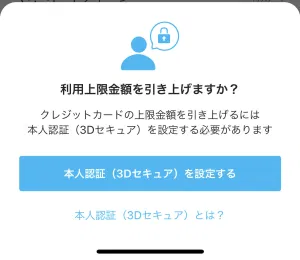 利用上限金額を引き上げますか？
クレジットカードの上限金額を引き上げるには
本人認証（3Dセキュア）を設定する必要があります
本人認証（3Dセキュア）を設定する
本人認証（3Dセキュア）とは？